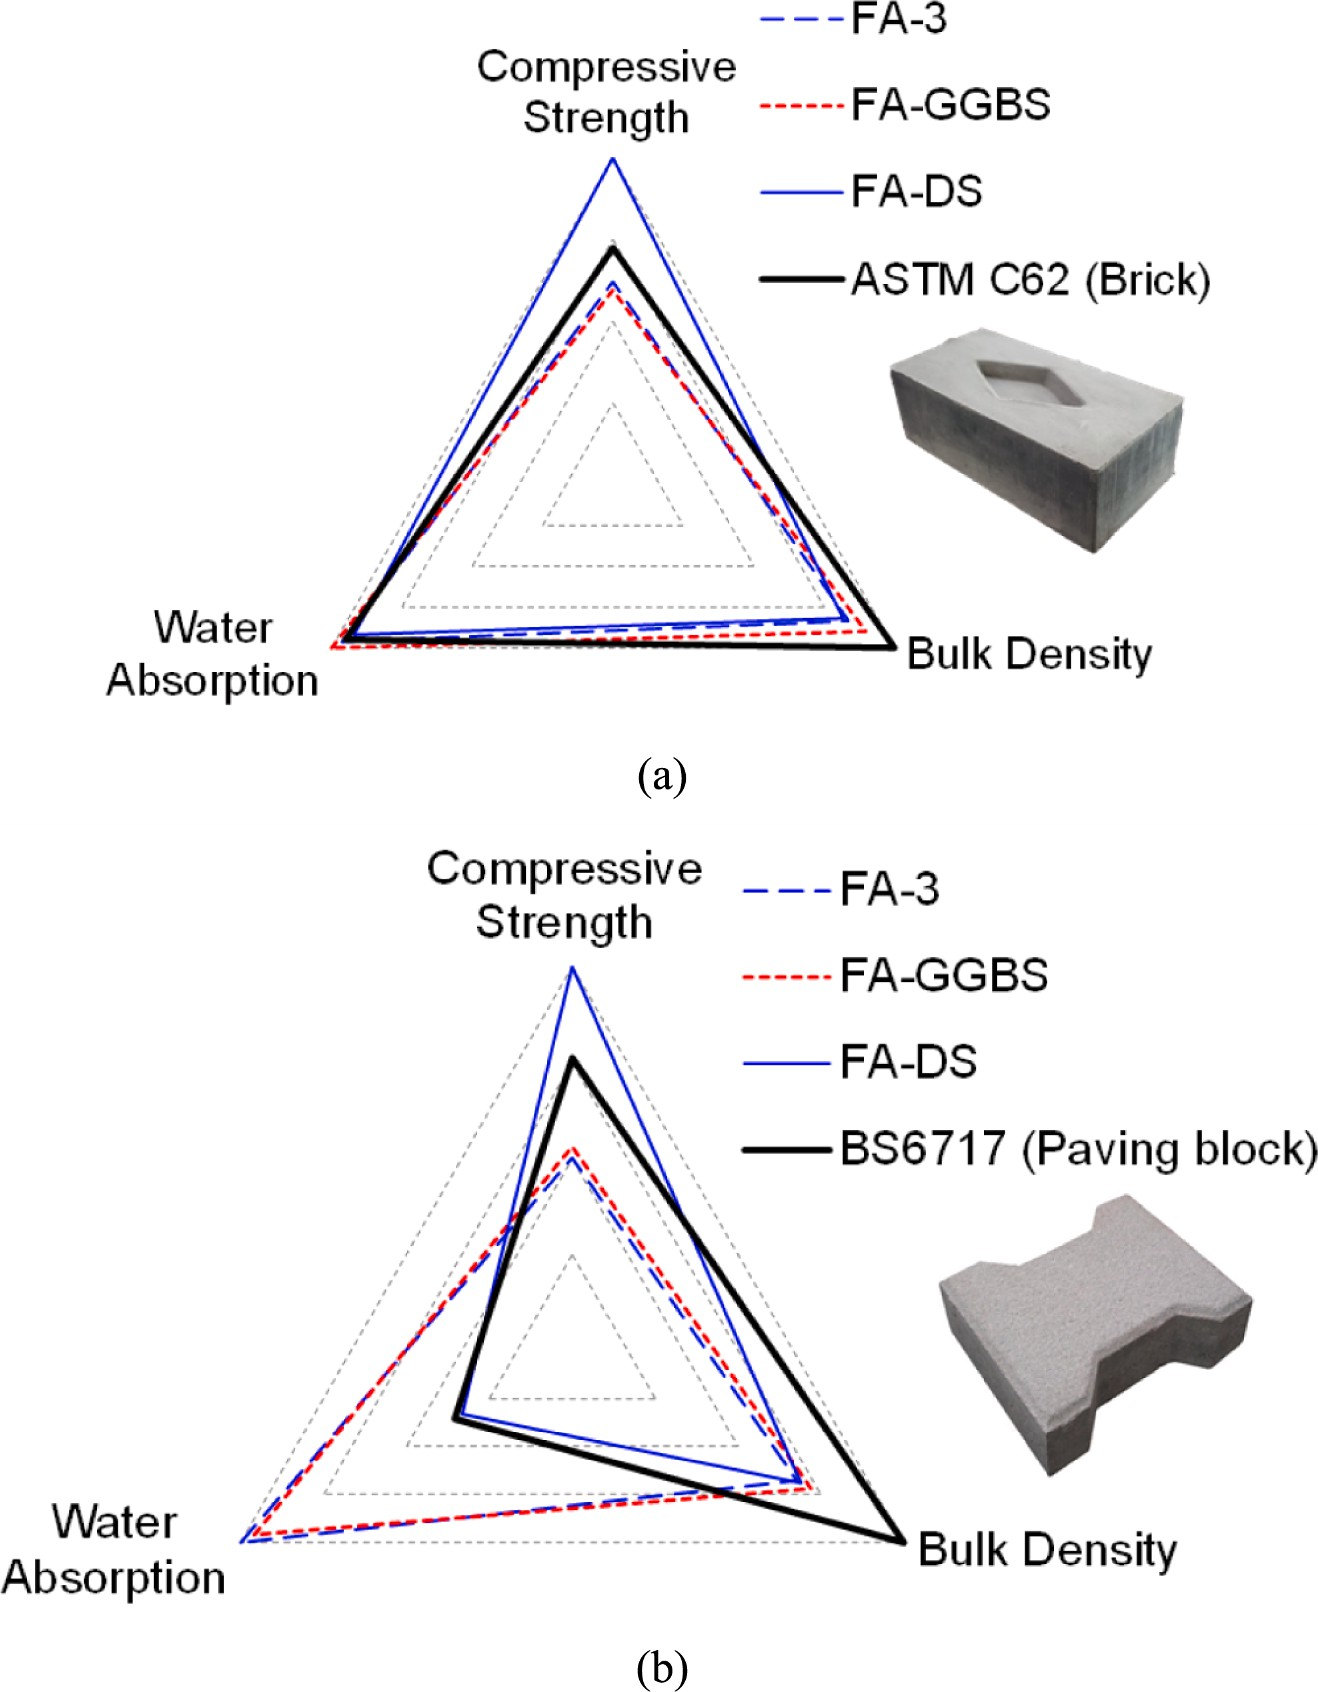 FA-3
Compressive
Strength
FA-GGBS
FA-DS
ASTM C62 (Brick)
Water
Absorption
Bulk Density
(a)
Compressive
Strength
FA-3
FA-GGBS
FA-DS
BS6717 (Paving block)
Water
Absorption
Bulk Density
(b)